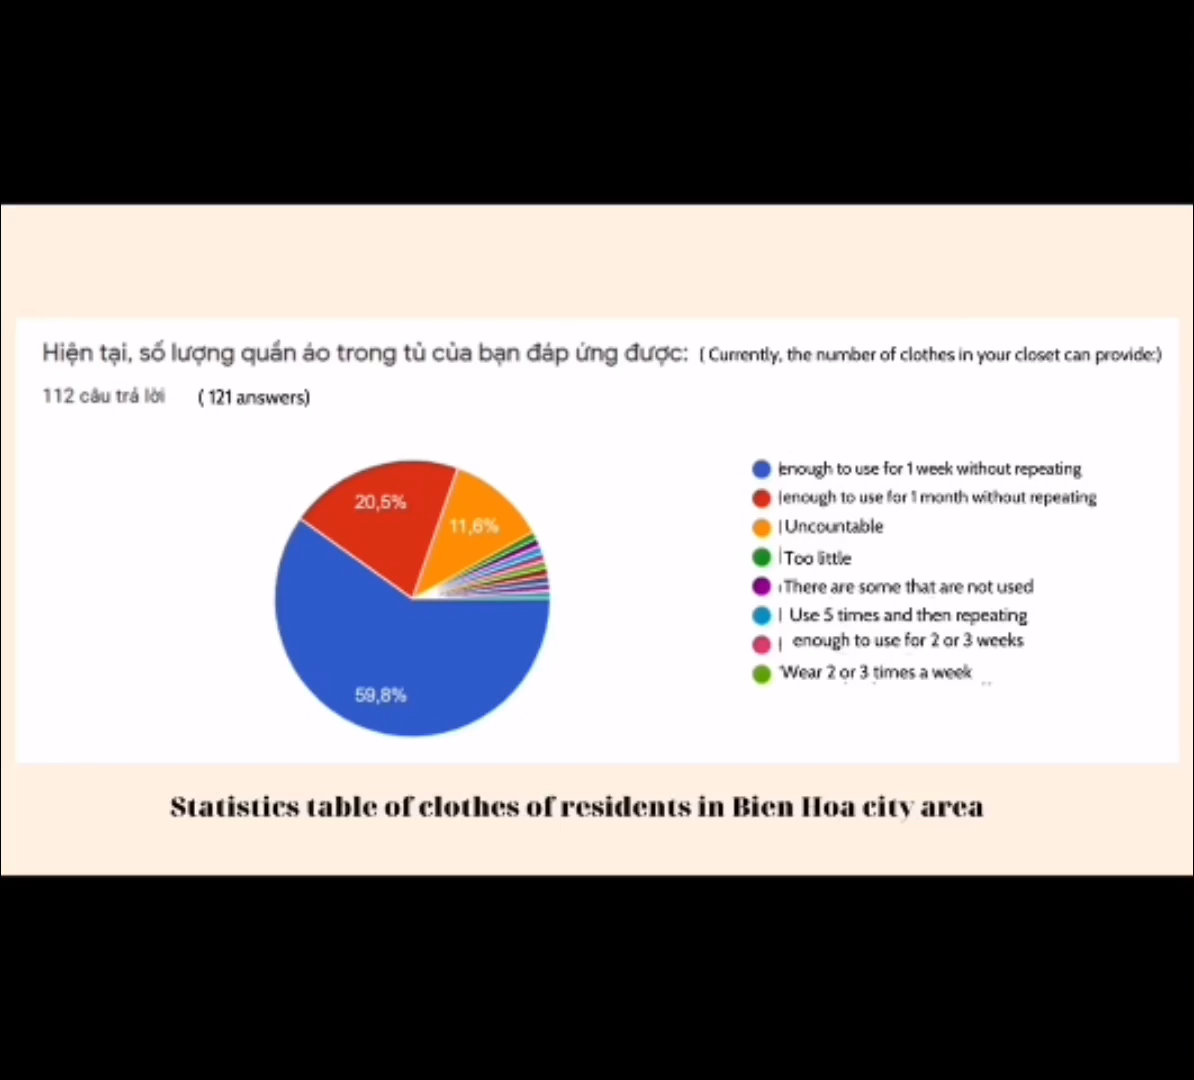 Hiện tại, số lượng quần áo trong tủ của bạn đáp ứng được: ( Currently, the number of clothes in your closet can provide:)
112 câu trả lời ( 121 answers)
20,5%
11,6%
59,8%
enough to use for 1 week without repeating
enough to use for 1 month without repeating
Uncountable
Too little
There are some that are not used
Use 5 times and then repeating
enough to use for 2 or 3 weeks
Wear 2 or 3 times a week
Statistics table of clothes of residents in Bien Hoa city area